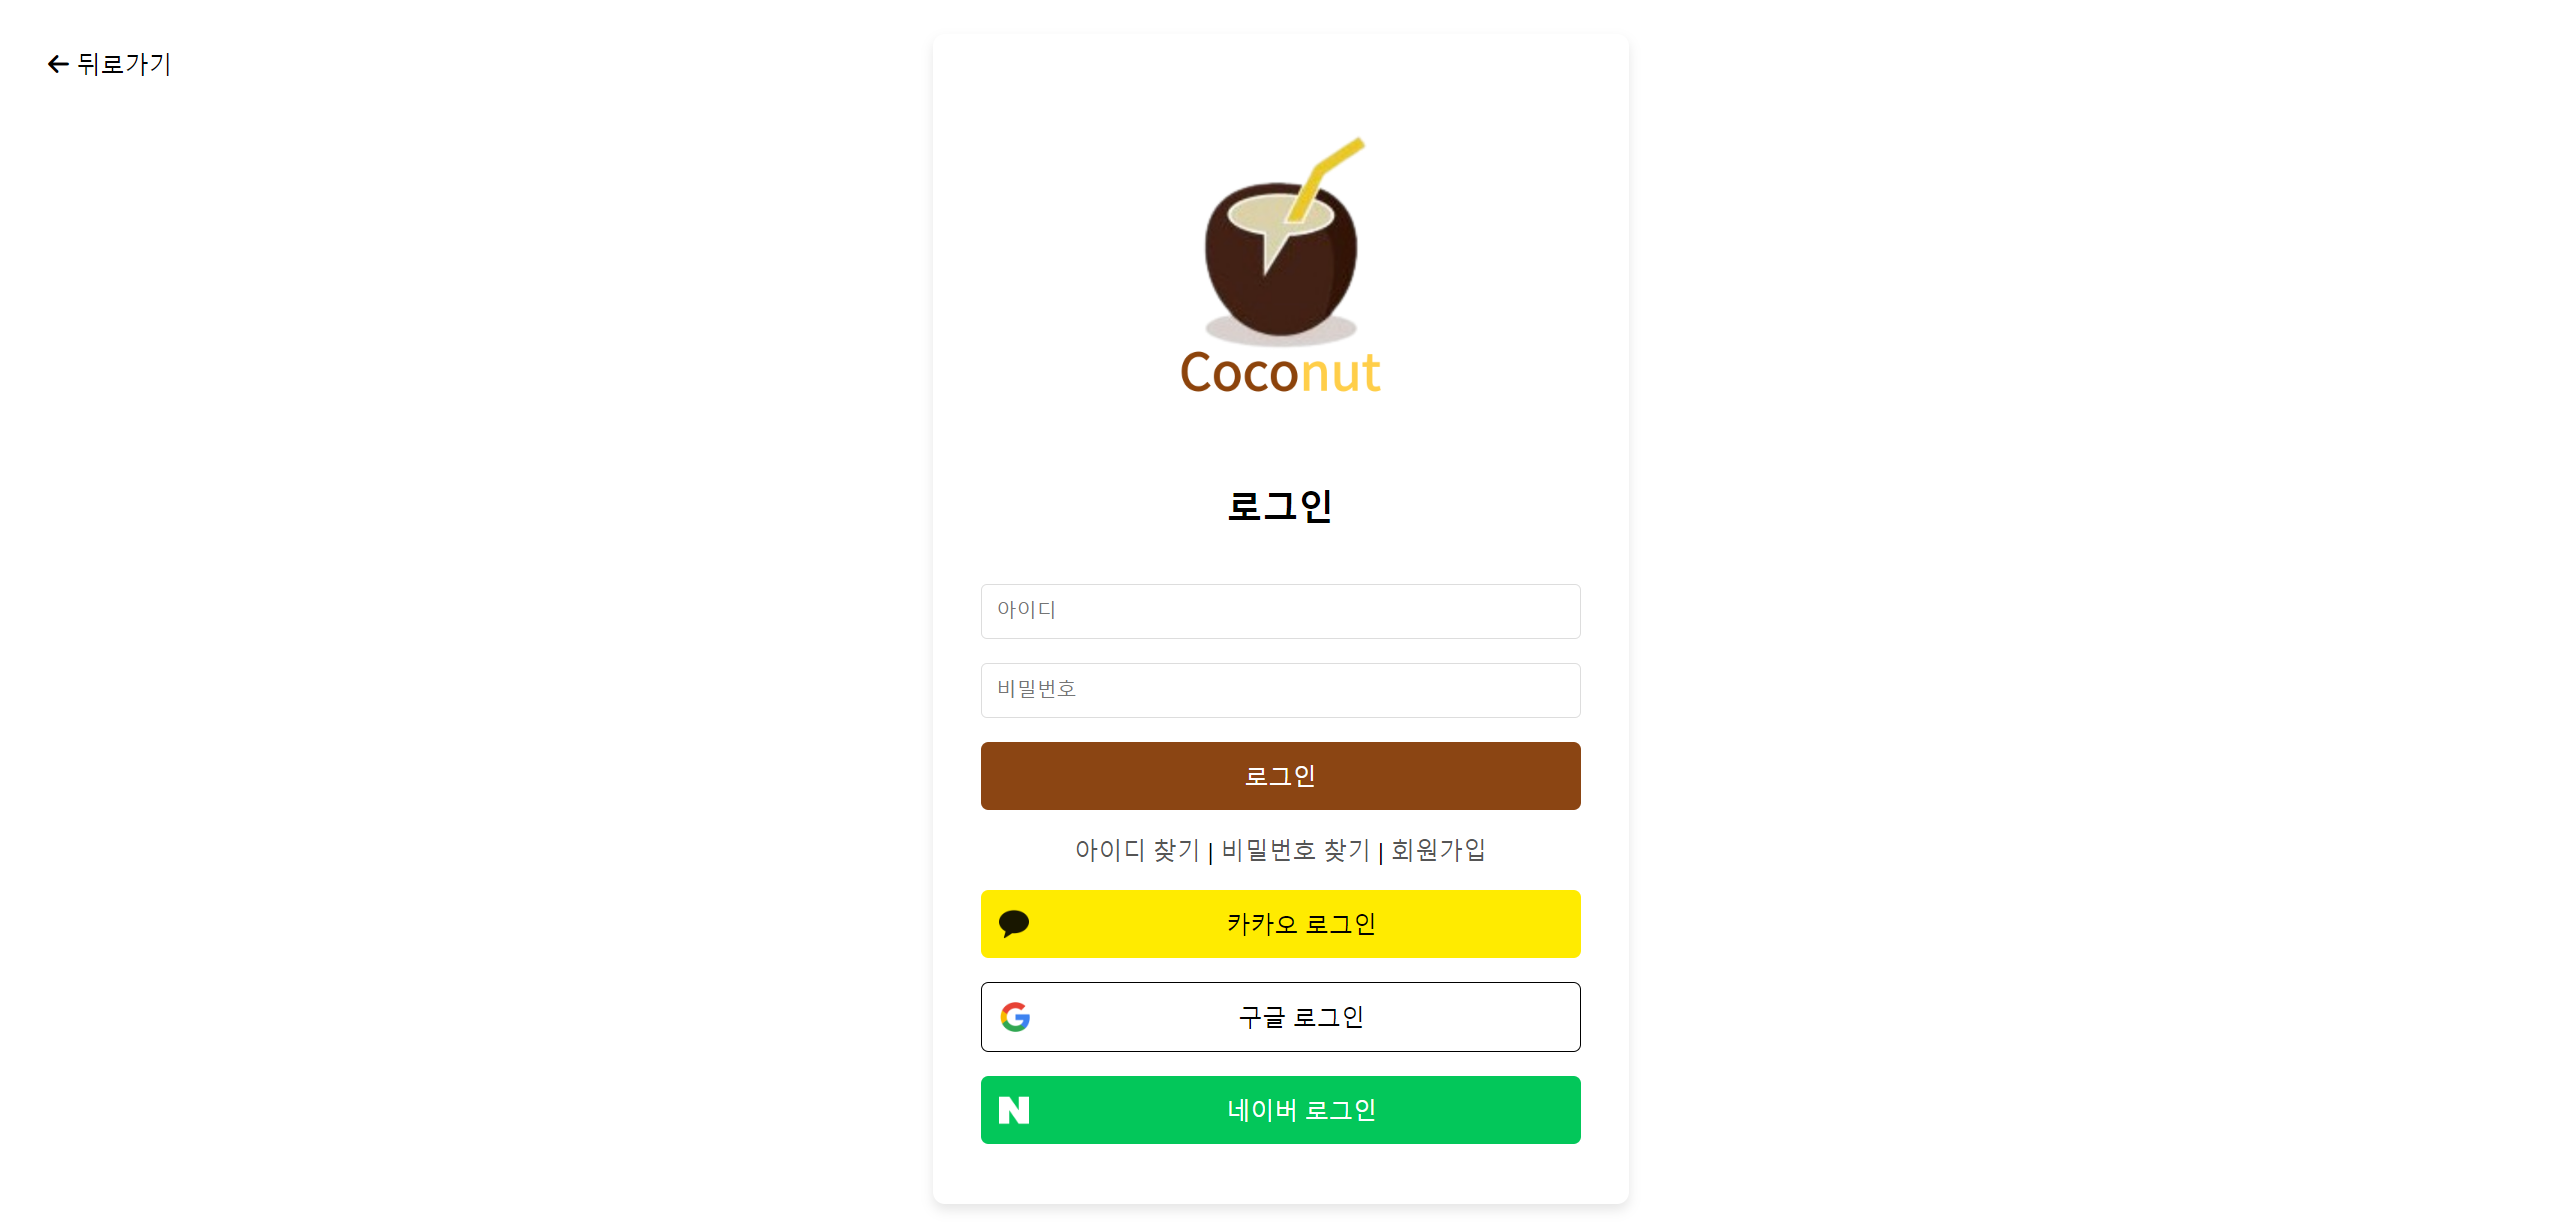 뒤로가기
Coconut
로그인
아이디
비밀번호
로그인
아이디 찾기 | 비밀번호 찾기 | 회원가입
카카오 로그인
구글 로그인
네이버 로그인